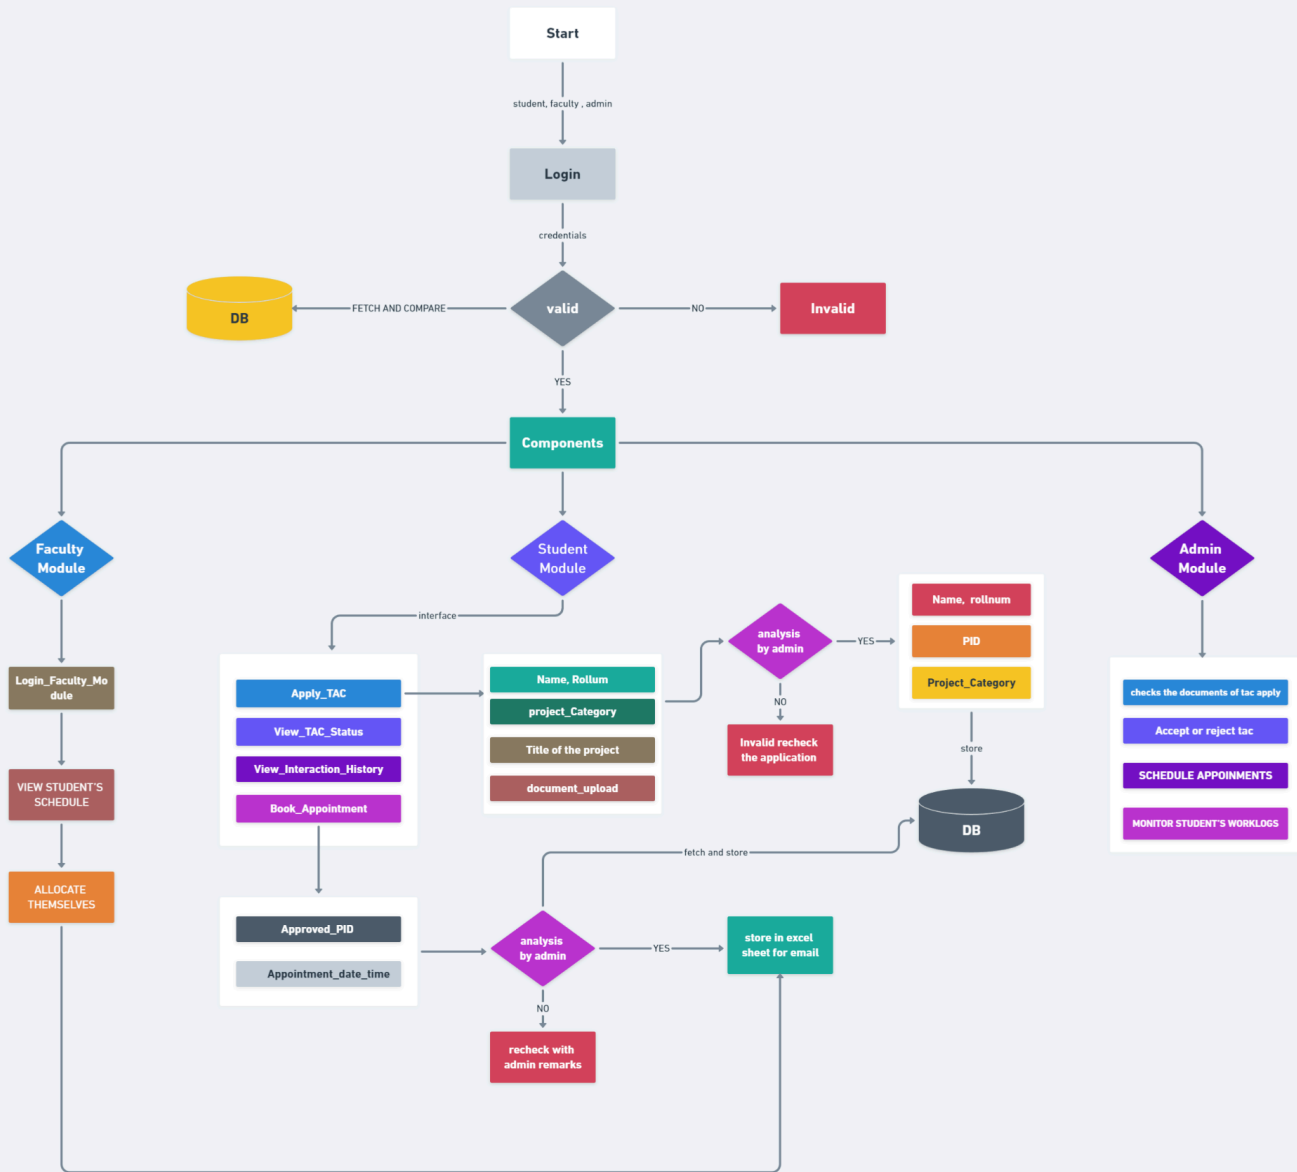 Start
student, faculty , admin
Login
credentials
DB
FETCH AND COMPARE
valid
NO
Invalid
YES
Components
Faculty
Module
Student
Module
Admin
Module
interface
Login_Faculty_Mo
dule
VIEW STUDENT'S
SCHEDULE
ALLOCATE
THEMSELVES
Apply_TAC
View_TAC_Status
View_Interaction_History
Book_Appointment
Name, Rollum
project_Category
Title of the project
document_upload
analysis
by admin
YES
NO
Invalid recheck
the application
Name, rollnum
PID
Project_Category
store
DB
checks the documents of tac apply
Accept or reject tac
SCHEDULE APPOINMENTS
MONITOR STUDENT'S WORKLOGS
fetch and store
Approved_PID
Appointment_date_time
analysis
by admin
YES
store in excel
sheet for email
NO
recheck with
admin remarks